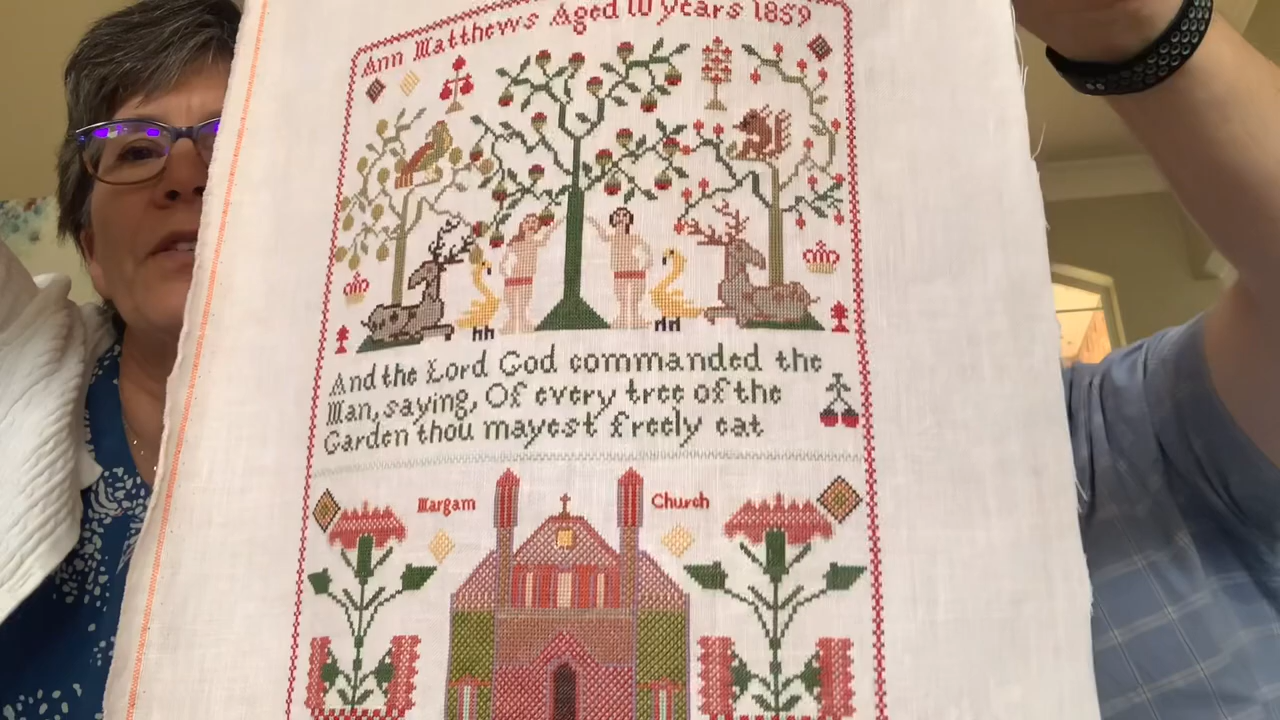 Ann Matthews Aged 10 years 1859
And the Lord God commanded the
Man, saying, Of every tree of the
Garden thou mayest freely eat
Margam Church